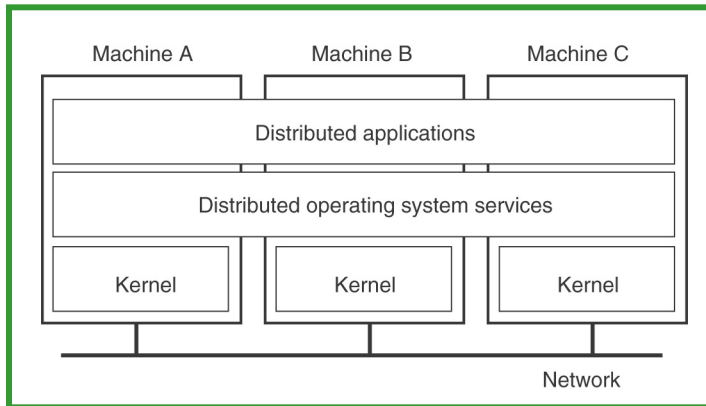 Machine A
Machine B
Machine C
Distributed applications
Distributed operating system services
Kernel
Kernel
Kernel
Network